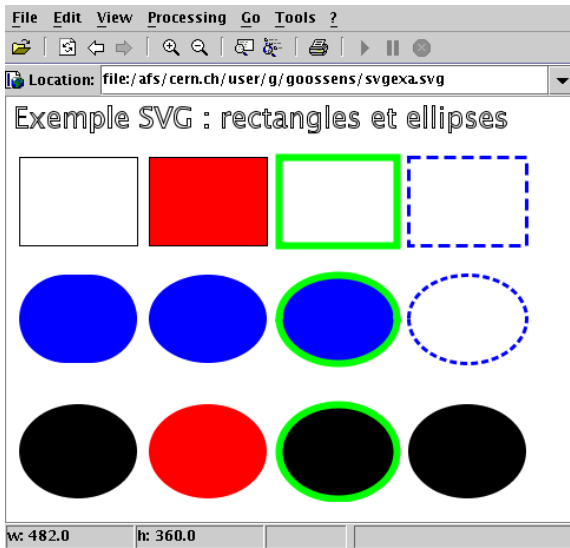 File Edit View Processing Go Tools ?
Location: file:/afs/cern.ch/user/g/goossens/svgexa.svg
Exemple SVG : rectangles et ellipses
w: 482.0 h: 360.0